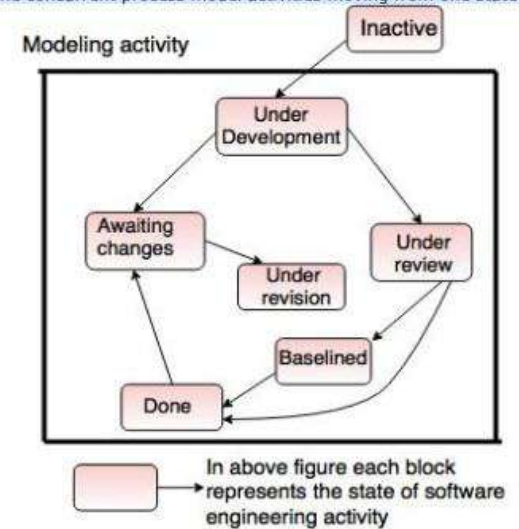 Inactive
Modeling activity
Under
Development
Awaiting
changes
Under
review
Under
revision
Baselined
Done
In above figure each block
represents the state of software
engineering activity